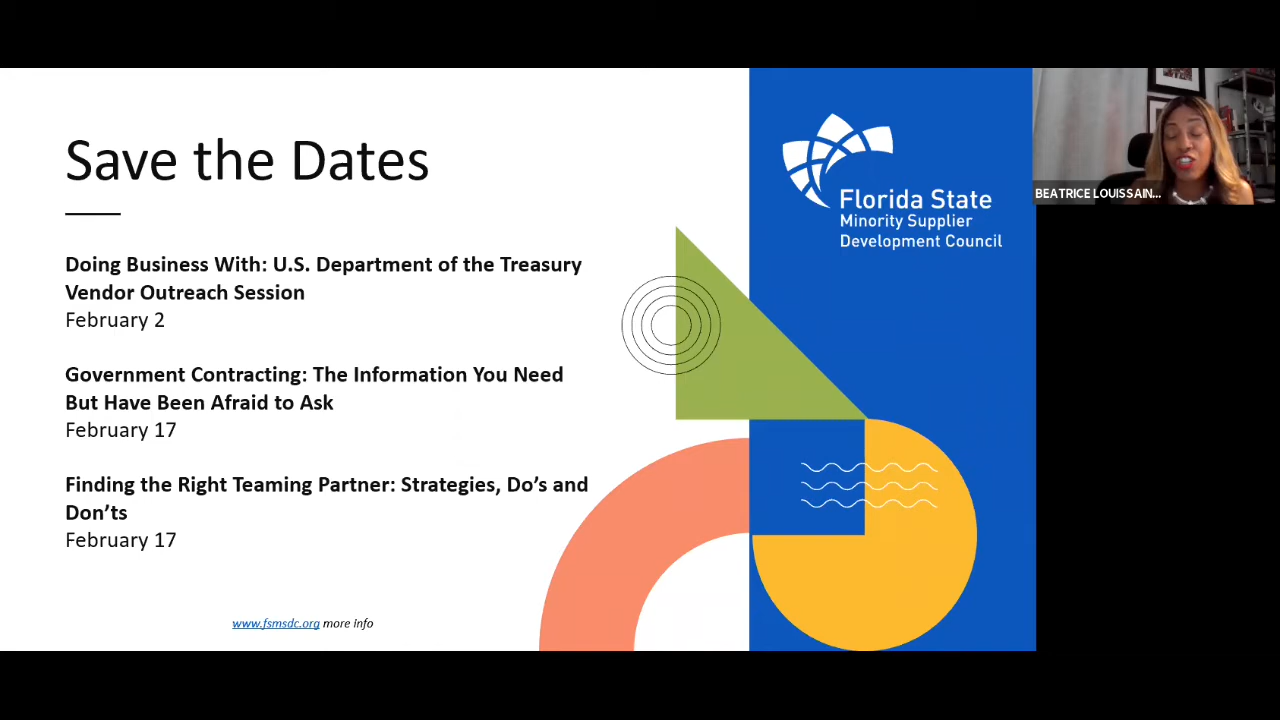 Save the Dates
Doing Business With: U.S. Department of the Treasury
Vendor Outreach Session
February 2
Government Contracting: The Information You Need
But Have Been Afraid to Ask
February 17
Finding the Right Teaming Partner: Strategies, Do’s and
Don’ts
February 17
www.fsmsdc.org more info
Florida State
Minority Supplier
Development Council
BEATRICE LOUISSAIN...